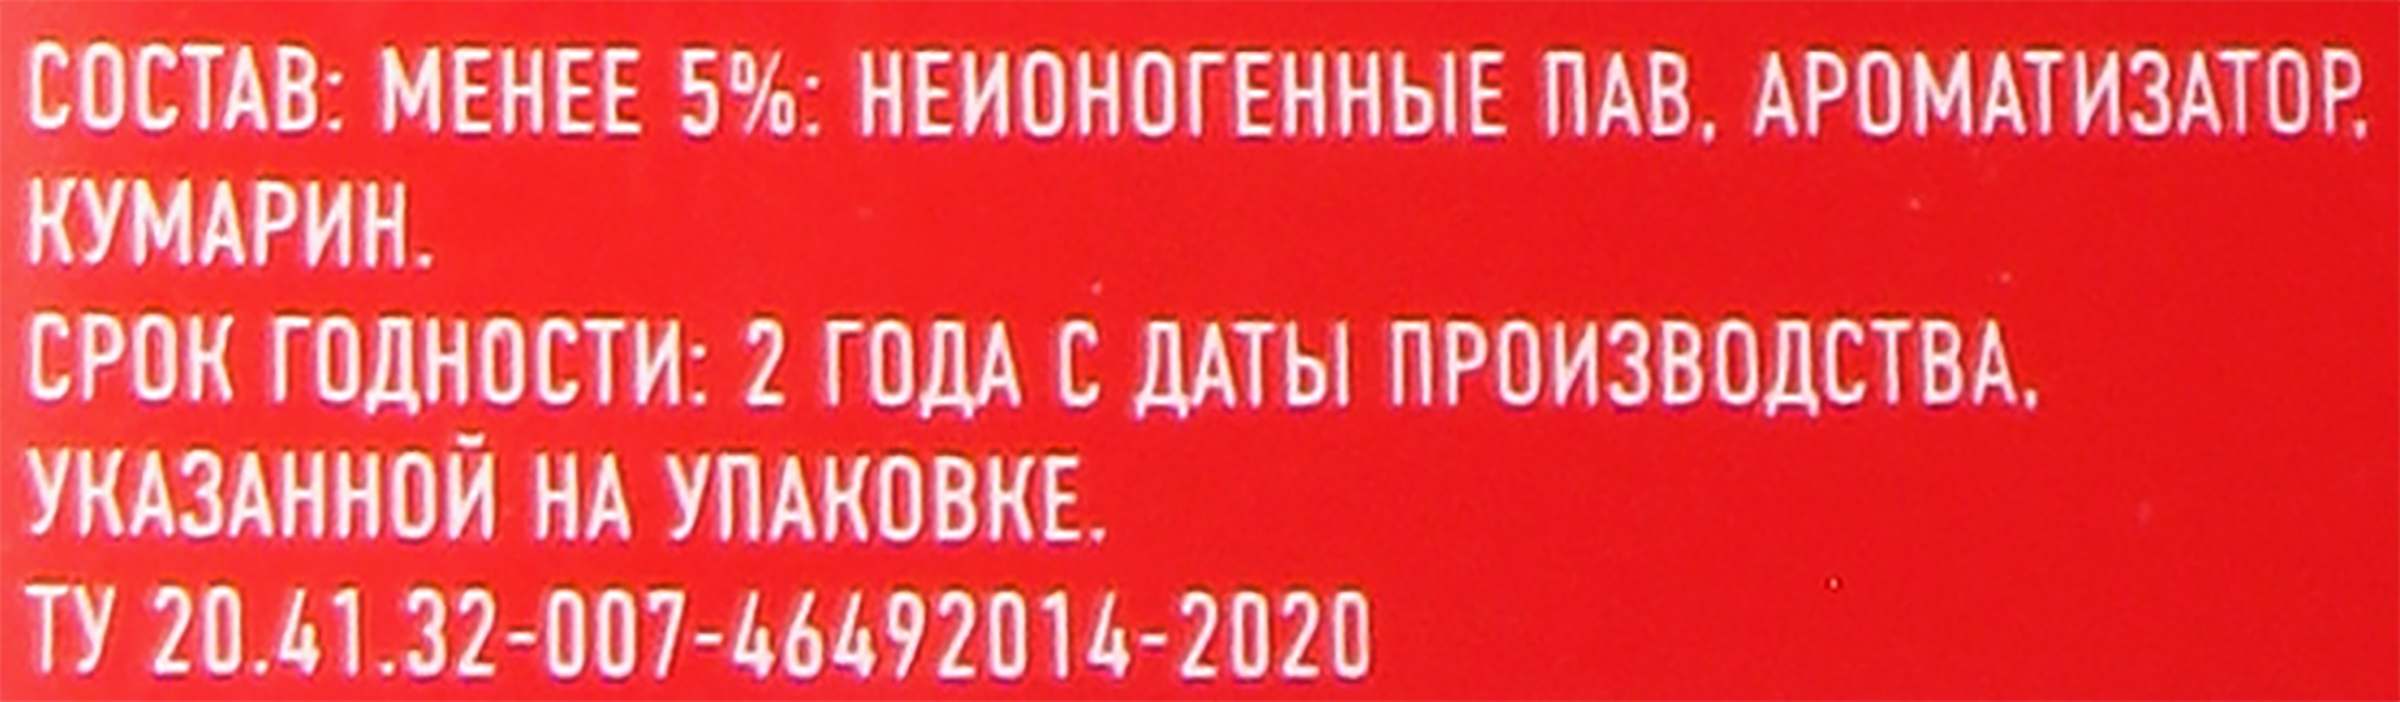 СОСТАВ: МЕНЕЕ 5%: НЕИОНОГЕННЫЕ ПАВ, АРОМАТИЗАТОР,
КУМАРИН.
СРОК ГОДНОСТИ: 2 ГОДА С ДАТЫ ПРОИЗВОДСТВА,
УКАЗАННОЙ НА УПАКОВКЕ.
ТУ 20.41.32-007-46492014-2020